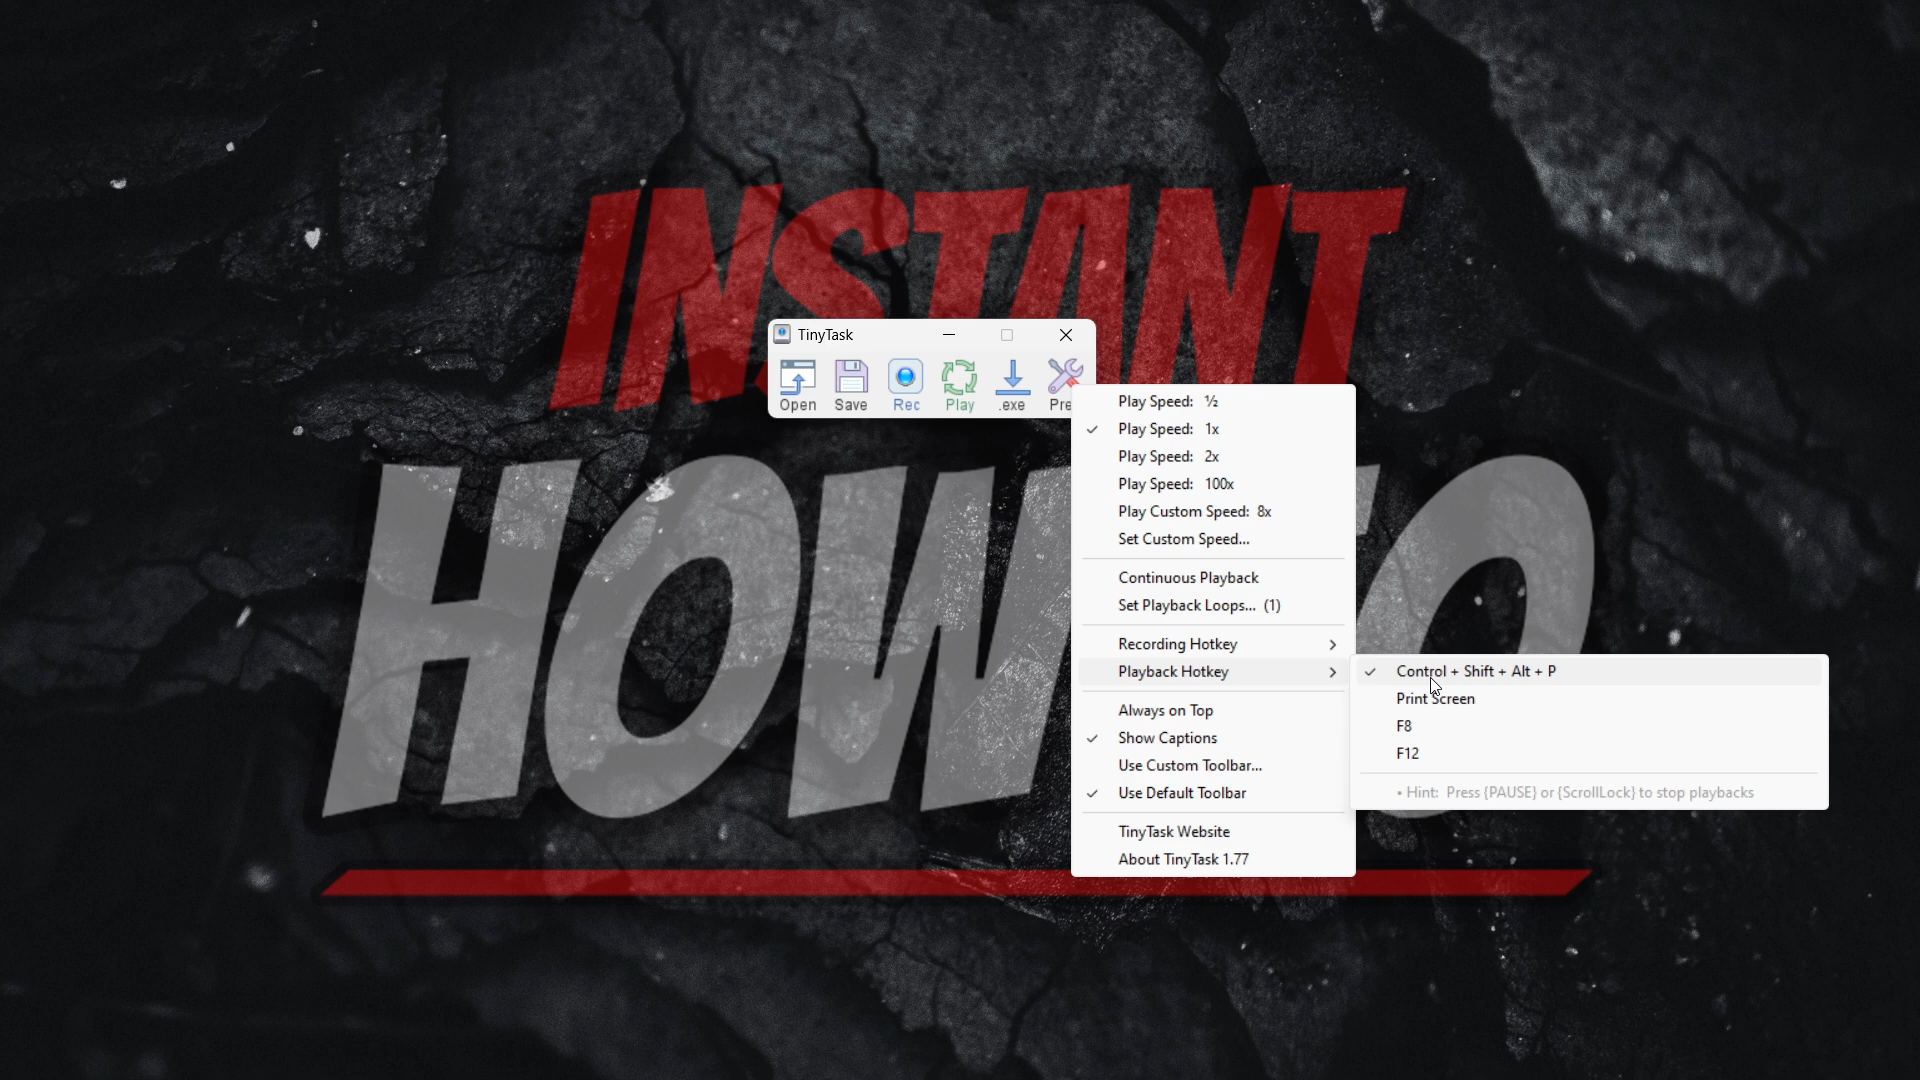 INSTANT
HOW TO
TinyTask
Open Save Rec Play .exe Pre
Play Speed: ½
Play Speed: 1x
Play Speed: 2x
Play Speed: 100x
Play Custom Speed: 8x
Set Custom Speed...
Continuous Playback
Set Playback Loops... (1)
Recording Hotkey
Playback Hotkey
Control + Shift + Alt + P
Print Screen
F8
F12
• Hint: Press {PAUSE} or {ScrollLock} to stop playbacks
Always on Top
Show Captions
Use Custom Toolbar...
Use Default Toolbar
TinyTask Website
About TinyTask 1.77